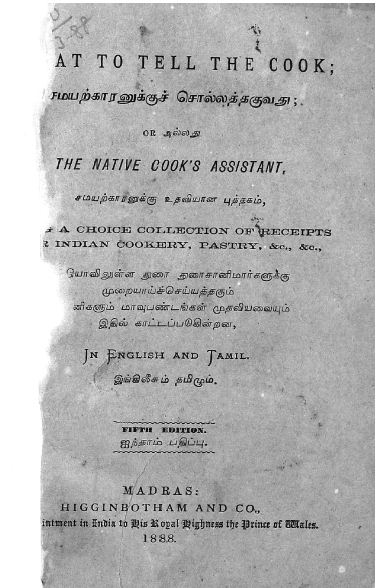 AT TO TELL THE COOK;
சமயற்காரனுக்குச் சொல்லத்தகுவது;
OR அல்லது
THE NATIVE COOK'S ASSISTANT,
சமயற்காரனுக்கு உதவியான புத்தகம்,
A CHOICE COLLECTION OF RECEIPTS
INDIAN COOKERY, PASTRY, &c., &c.,
யோவிலுள்ள துரை துரைசானிமார்களுக்கு
முறையாய்ச்செய்யத்தகும்
னிகளும் மாவுபண்டங்கள் முதலியவையும்
இதில் காட்டப்படுகின்றன,
IN ENGLISH AND TAMIL.
இங்கிலீசும் தமிழும்.
FIFTH EDITION.
ஐந்தாம் பதிப்பு.
MADRAS:
HIGGINBOTHAM AND CO.,
intment in India to His Royal Highness the Prince of Wales.
1888.